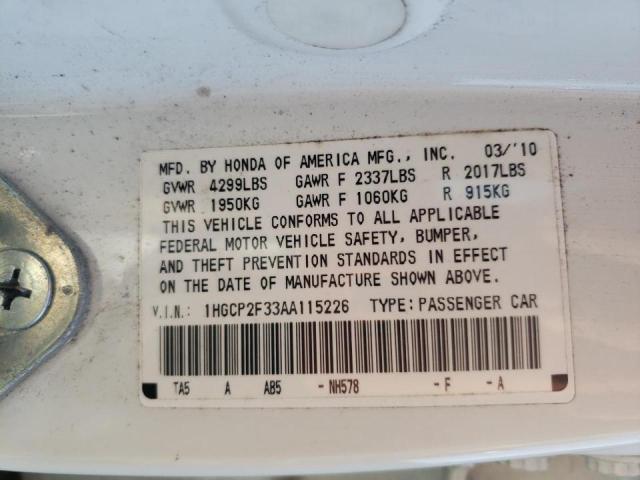 MFD. BY HONDA OF AMERICA MFG., INC. 03/'10
GVWR 4299LBS GAWR F 2337LBS R 2017LBS
GVWR 1950KG GAWR F 1060KG R 915KG
THIS VEHICLE CONFORMS TO ALL APPLICABLE
FEDERAL MOTOR VEHICLE SAFETY, BUMPER,
AND THEFT PREVENTION STANDARDS IN EFFECT
ON THE DATE OF MANUFACTURE SHOWN ABOVE.
V.I.N.: 1HGCP2F33AA115226 TYPE: PASSENGER CAR
TA5 A AB5 -NH578 -F -A